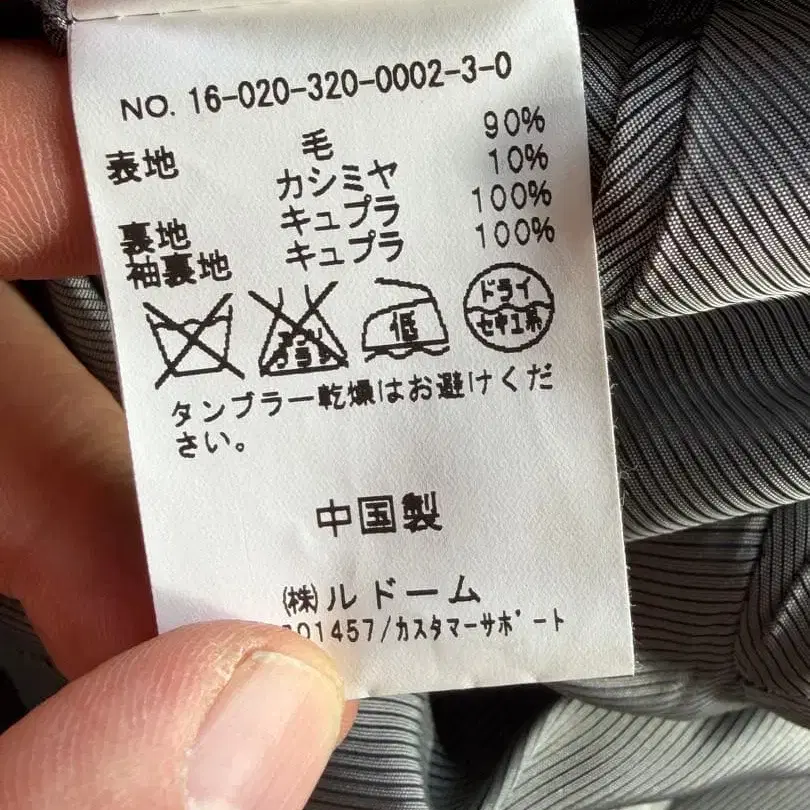 NO. 16-020-320-0002-3-0
表地 毛 90%
カシミヤ 10%
裏地 キュプラ 100%
袖裏地 キュプラ 100%
低 ドライ セキユ系
タンブラー乾燥はお避けくだ
さい。
中国製
㈱ルドーム
01457/カスタマーサポート